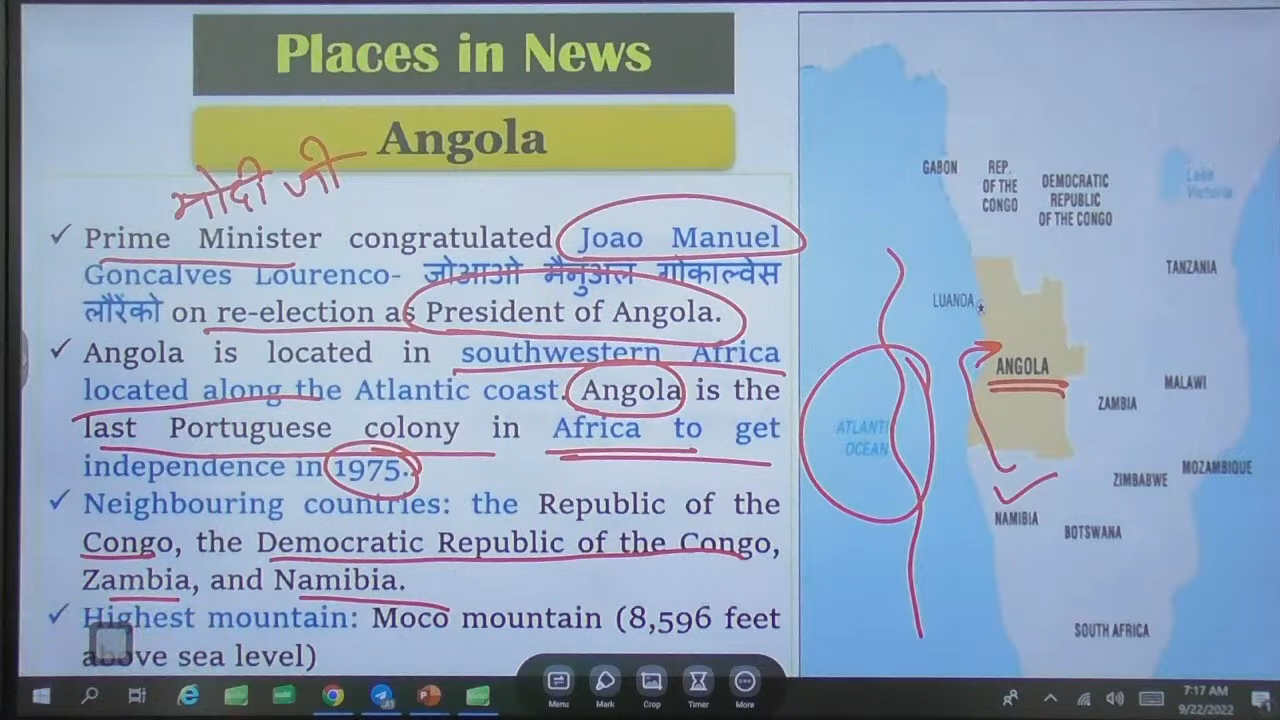 Places in News
Angola
मोदी जी
✓ Prime Minister congratulated Joao Manuel
Goncalves Lourenco- जोआओ मैनुअल गोंकाल्वेस
लौरेंको on re-election as President of Angola.
✓ Angola is located in southwestern Africa
located along the Atlantic coast. Angola is the
last Portuguese colony in Africa to get
independence in 1975.
✓ Neighbouring countries: the Republic of the
Congo, the Democratic Republic of the Congo,
Zambia, and Namibia.
✓ Highest mountain: Moco mountain (8,596 feet
above sea level)
GABON
REP.
OF THE
CONGO
DEMOCRATIC
REPUBLIC
OF THE CONGO
Lake
Victoria
TANZANIA
LUANDA
ANGOLA
ZAMBIA
MALAWI
ATLANTIC
OCEAN
ZIMBABWE
MOZAMBIQUE
NAMIBIA
BOTSWANA
SOUTH AFRICA
Menu
Mark
Crop
Timer
More
7:17 AM
9/22/2022